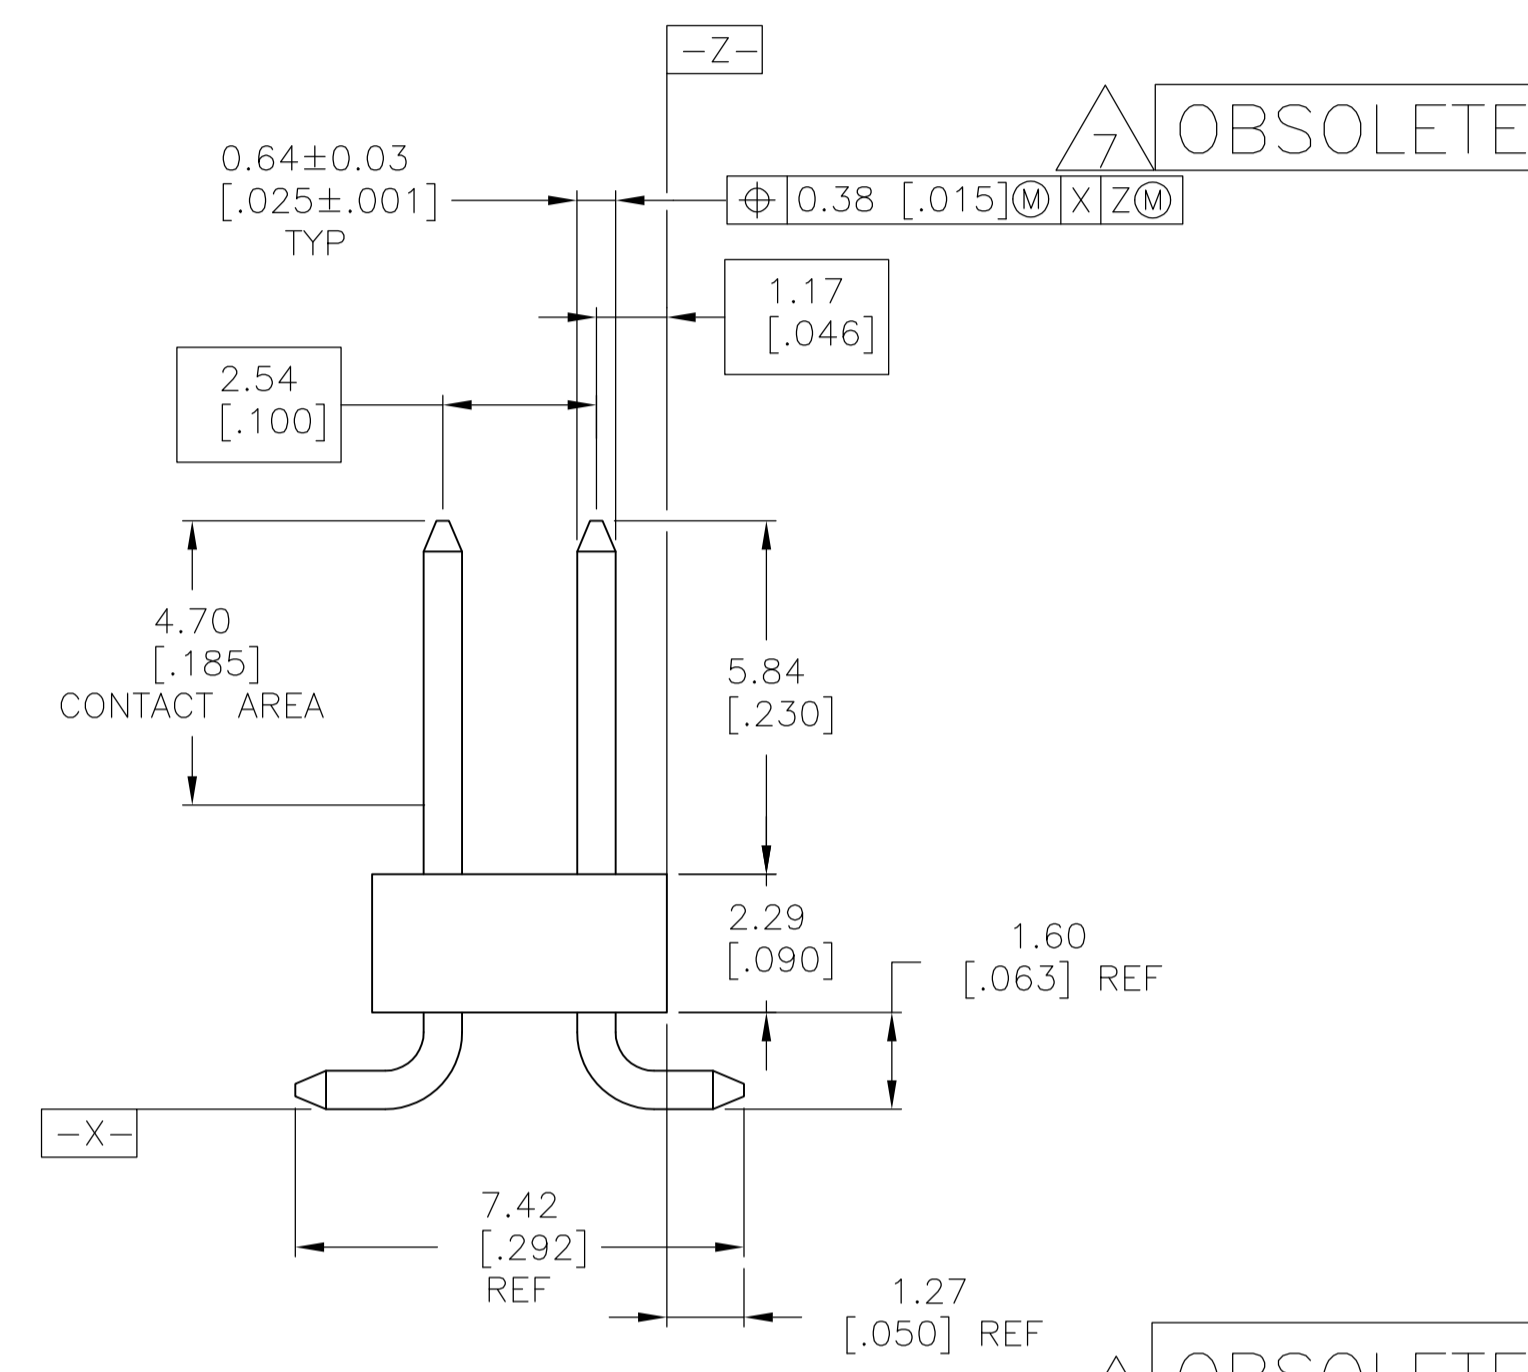 -Z-
7 OBSOLETE
0.64±0.03
[.025±.001]
TYP
⌖ 0.38 [.015]Ⓜ X ZⓂ
1.17
[.046]
2.54
[.100]
4.70
[.185]
CONTACT AREA
5.84
[.230]
2.29
[.090]
1.60
[.063] REF
-X-
7.42
[.292]
REF
1.27
[.050] REF
OBSOLETE